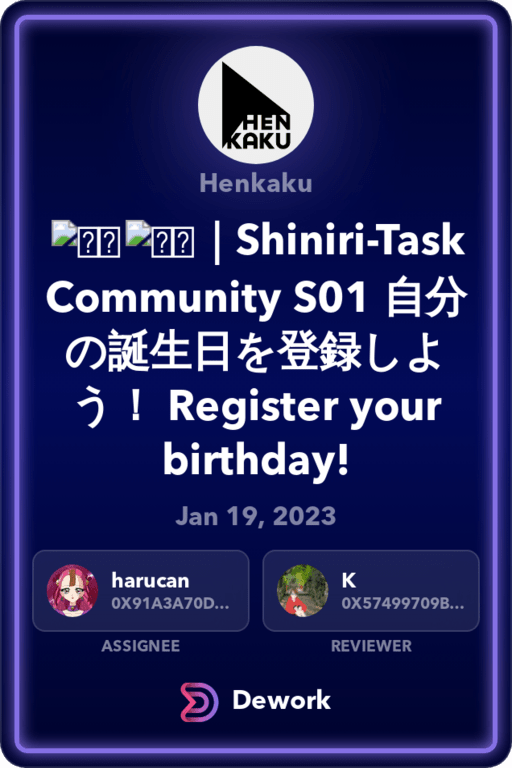 HEN
KAKU
Henkaku
| Shiniri-Task
Community S01 自分
の誕生日を登録しよ
う！ Register your
birthday!
Jan 19, 2023
harucan
0X91A3A70D...
K
0X57499709B...
ASSIGNEE
REVIEWER
Dework